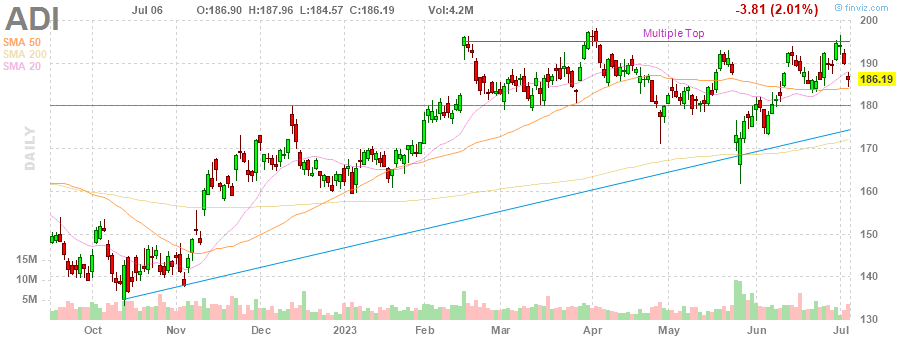 ADI
Jul 06 O:186.90 H:187.96 L:184.57 C:186.19 Vol:4.2M -3.81 (2.01%)
finviz.com
SMA 50
SMA 200
SMA 20
DAILY
Multiple Top
200
190
186.19
180
170
160
150
140
130
15M
10M
5M
Oct Nov Dec 2023 Feb Mar Apr May Jun Jul